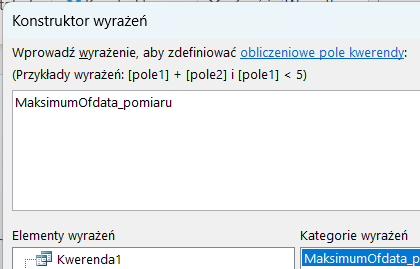 Konstruktor wyrażeń
Wprowadź wyrażenie, aby zdefiniować obliczeniowe pole kwerendy:
(Przykłady wyrażeń: [pole1] + [pole2] i [pole1] < 5)
MaksimumOfdata_pomiaru
Elementy wyrażeń
Kategorie wyrażeń
Kwerenda1
MaksimumOfdata_p